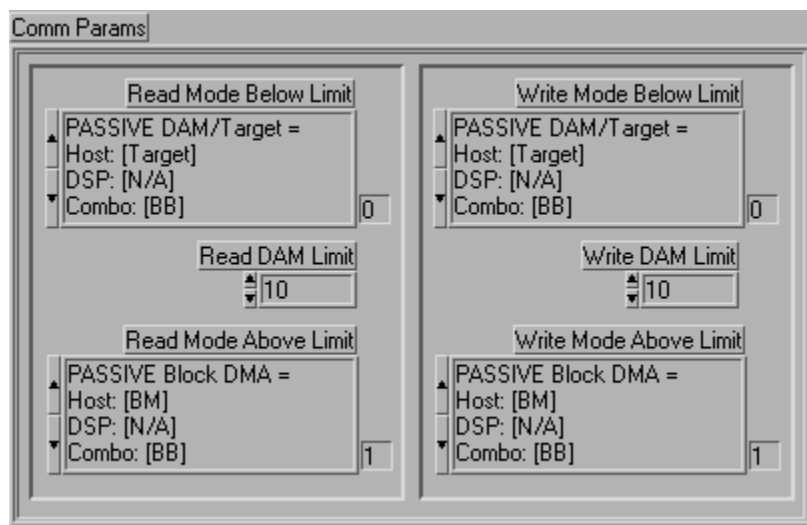 Comm Params
Read Mode Below Limit
PASSIVE DAM/Target =
Host: [Target]
DSP: [N/A]
Combo: [BB]
0
Read DAM Limit
10
Read Mode Above Limit
PASSIVE Block DMA =
Host: [BM]
DSP: [N/A]
Combo: [BB]
1
Write Mode Below Limit
PASSIVE DAM/Target =
Host: [Target]
DSP: [N/A]
Combo: [BB]
0
Write DAM Limit
10
Write Mode Above Limit
PASSIVE Block DMA =
Host: [BM]
DSP: [N/A]
Combo: [BB]
1